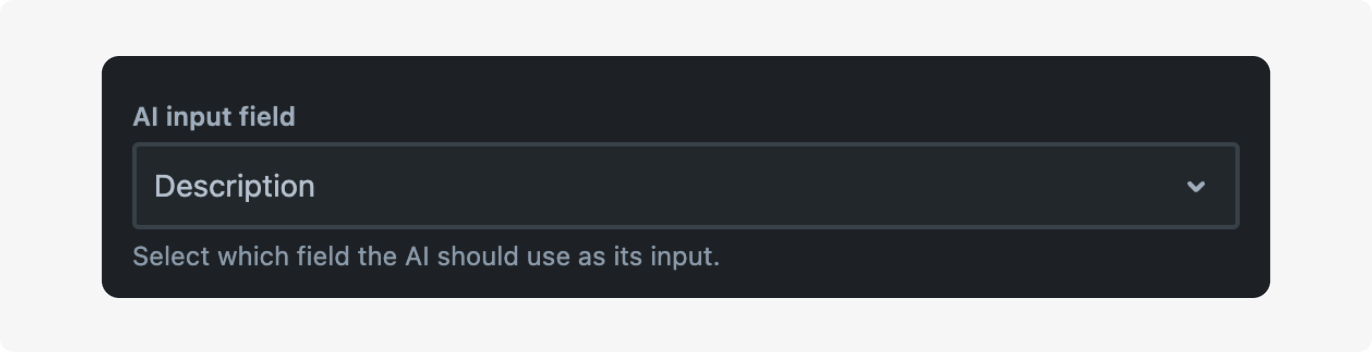 AI input field
Description
Select which field the AI should use as its input.